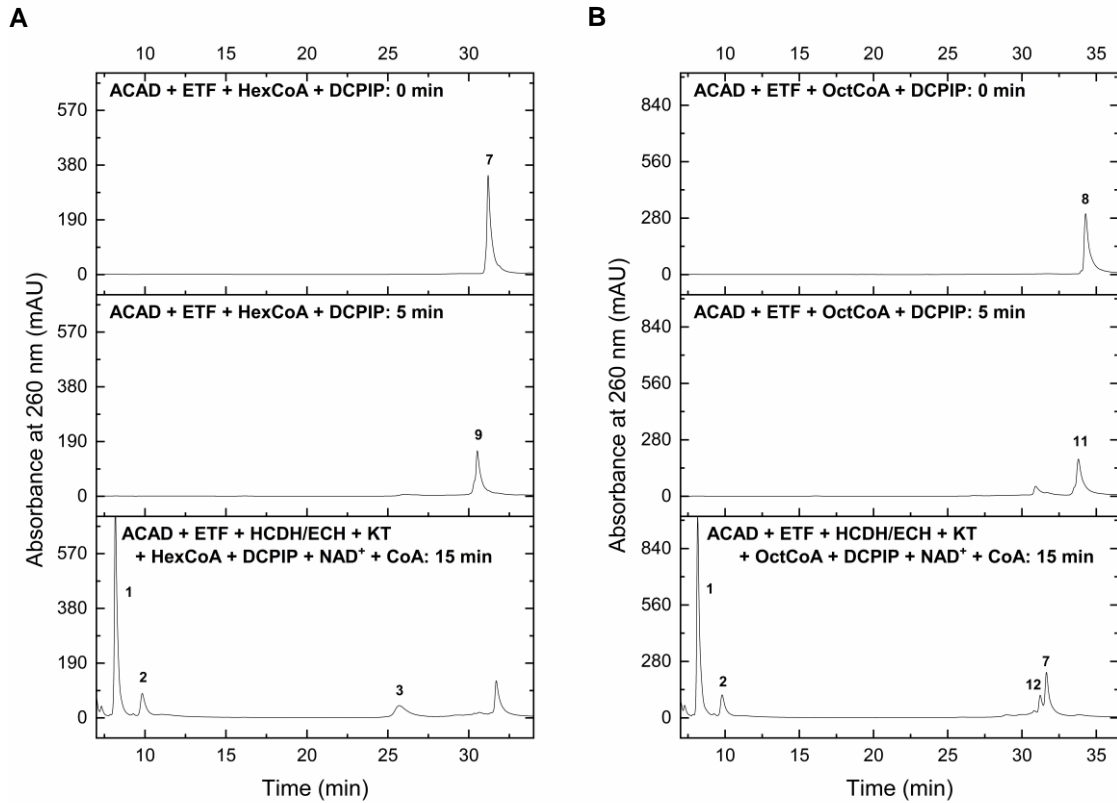 A
10 15 20 25 30
ACAD + ETF + HexCoA + DCPIP: 0 min
570
380
190
0
7
ACAD + ETF + HexCoA + DCPIP: 5 min
570
380
190
0
9
ACAD + ETF + HCDH/ECH + KT
+ HexCoA + DCPIP + NAD⁺ + CoA: 15 min
570
380
190
0
1
2
3
10 15 20 25 30
Time (min)
Absorbance at 260 nm (mAU)
B
10 15 20 25 30 35
ACAD + ETF + OctCoA + DCPIP: 0 min
840
560
280
0
8
ACAD + ETF + OctCoA + DCPIP: 5 min
840
560
280
0
11
ACAD + ETF + HCDH/ECH + KT
+ OctCoA + DCPIP + NAD⁺ + CoA: 15 min
840
560
280
0
1
2
12
7
10 15 20 25 30 35
Time (min)
Absorbance at 260 nm (mAU)